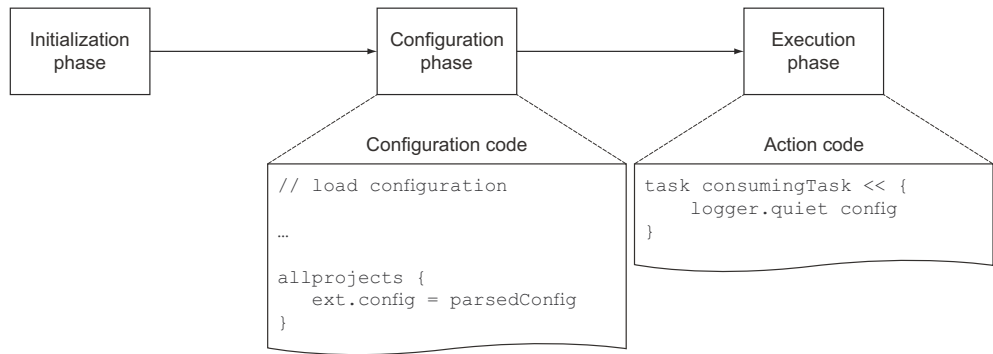 Initialization
phase
Configuration
phase
Execution
phase
Configuration code
// load configuration
…
allprojects {
   ext.config = parsedConfig
}
Action code
task consumingTask << {
    logger.quiet config
}